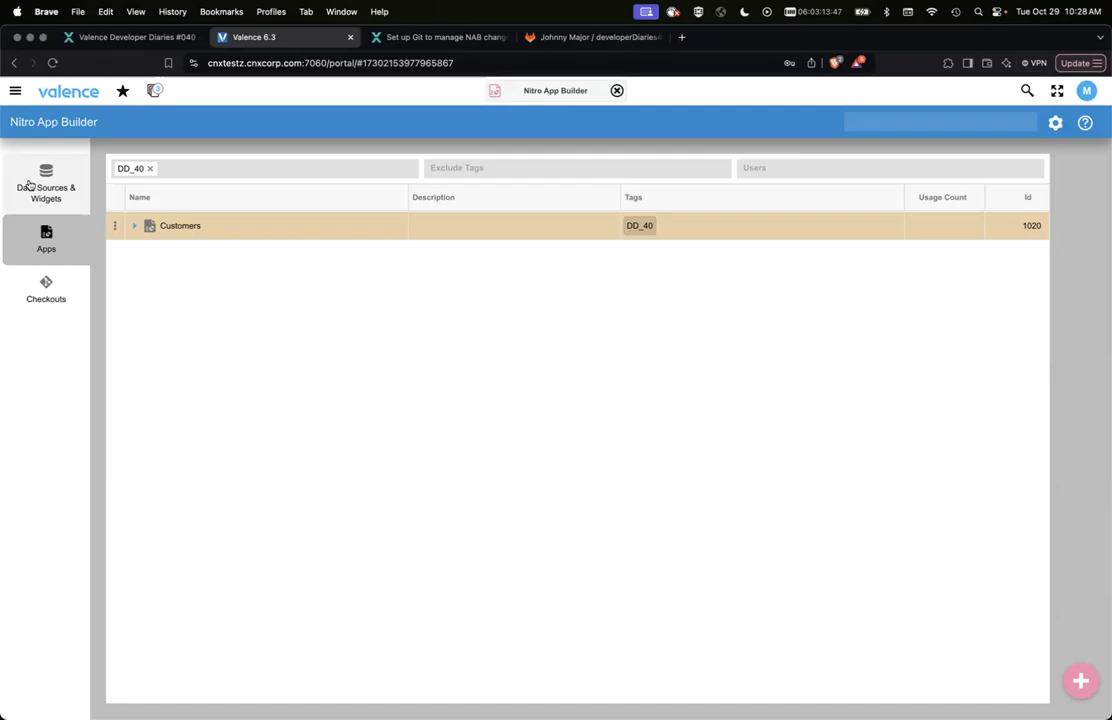 Brave File Edit View History Bookmarks Profiles Tab Window Help 06:03:13:47 Tue Oct 29 10:28 AM
Valence Developer Diaries #040 Valence 6.3 Set up Git to manage NAB chang Johnny Major / developerDiaries4
cnxtestz.cnxcorp.com:7060/portal/#17302153977965867 VPN Update
valence 3 Nitro App Builder M
Nitro App Builder
DD_40 Exclude Tags Users
Data Sources &
Widgets
Name Description Tags Usage Count Id
Customers DD_40 1020
Apps
Checkouts